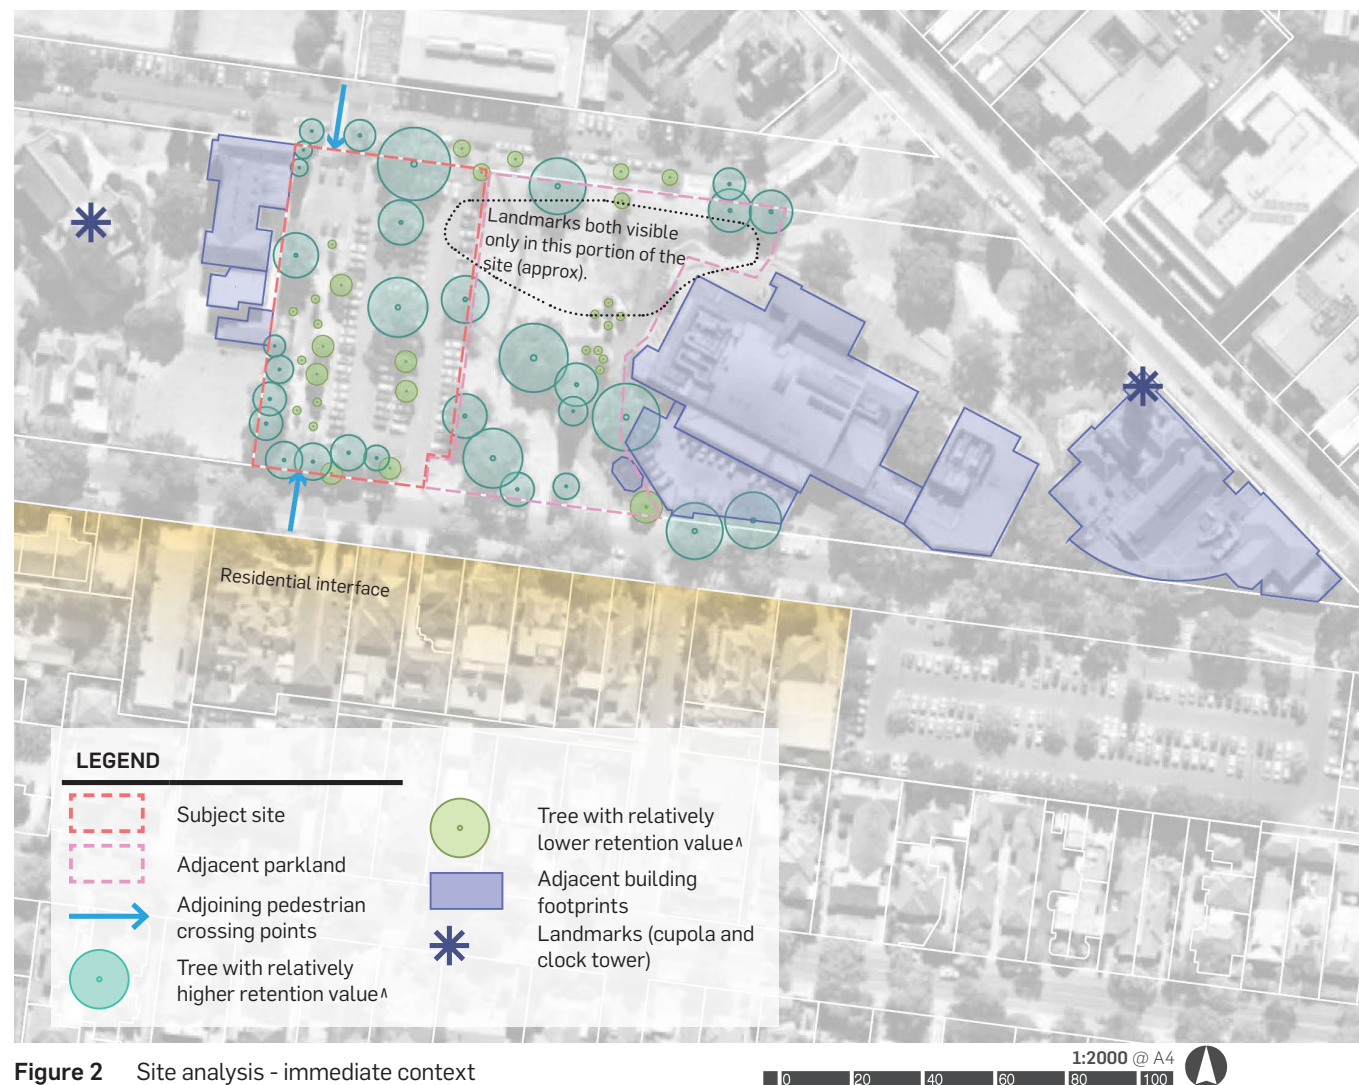 Landmarks both visible
only in this portion of the
site (approx).
Residential interface
LEGEND
Subject site
Adjacent parkland
Adjoining pedestrian
crossing points
Tree with relatively
higher retention value^
Tree with relatively
lower retention value^
Adjacent building
footprints
Landmarks (cupola and
clock tower)
Figure 2 Site analysis - immediate context
1:2000 @ A4
0 20 40 60 80 100